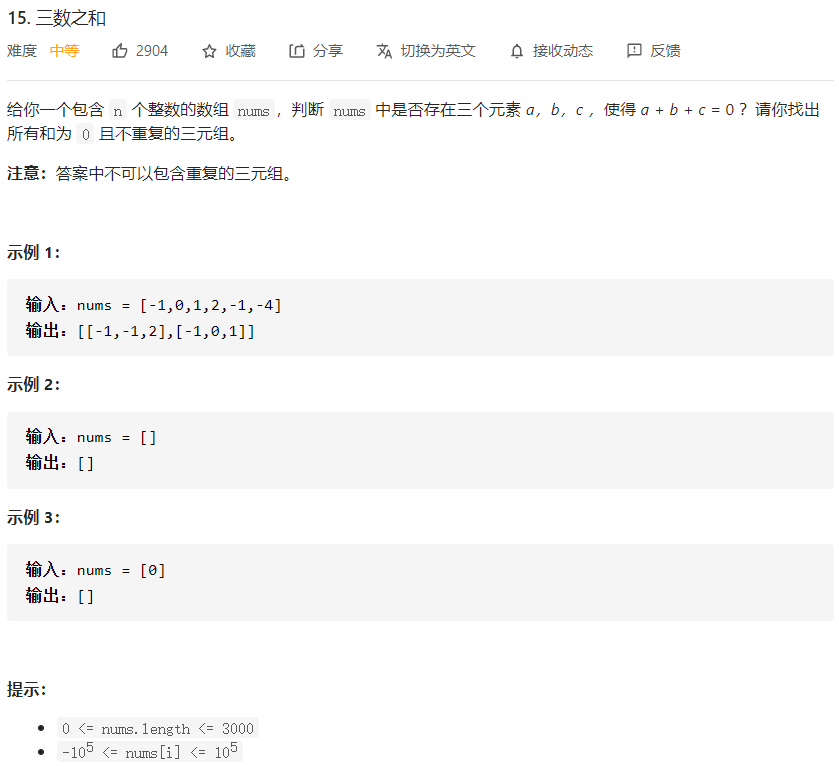 15. 三数之和
难度 中等 2904 收藏 分享 切换为英文 接收动态 反馈
给你一个包含 n 个整数的数组 nums，判断 nums 中是否存在三个元素 a，b，c ，使得 a + b + c = 0 ？请你找出
所有和为 0 且不重复的三元组。
注意：答案中不可以包含重复的三元组。
示例 1：
输入：nums = [-1,0,1,2,-1,-4]
输出：[[-1,-1,2],[-1,0,1]]
示例 2：
输入：nums = []
输出：[]
示例 3：
输入：nums = [0]
输出：[]
提示：
0 <= nums.length <= 3000
-10⁵ <= nums[i] <= 10⁵